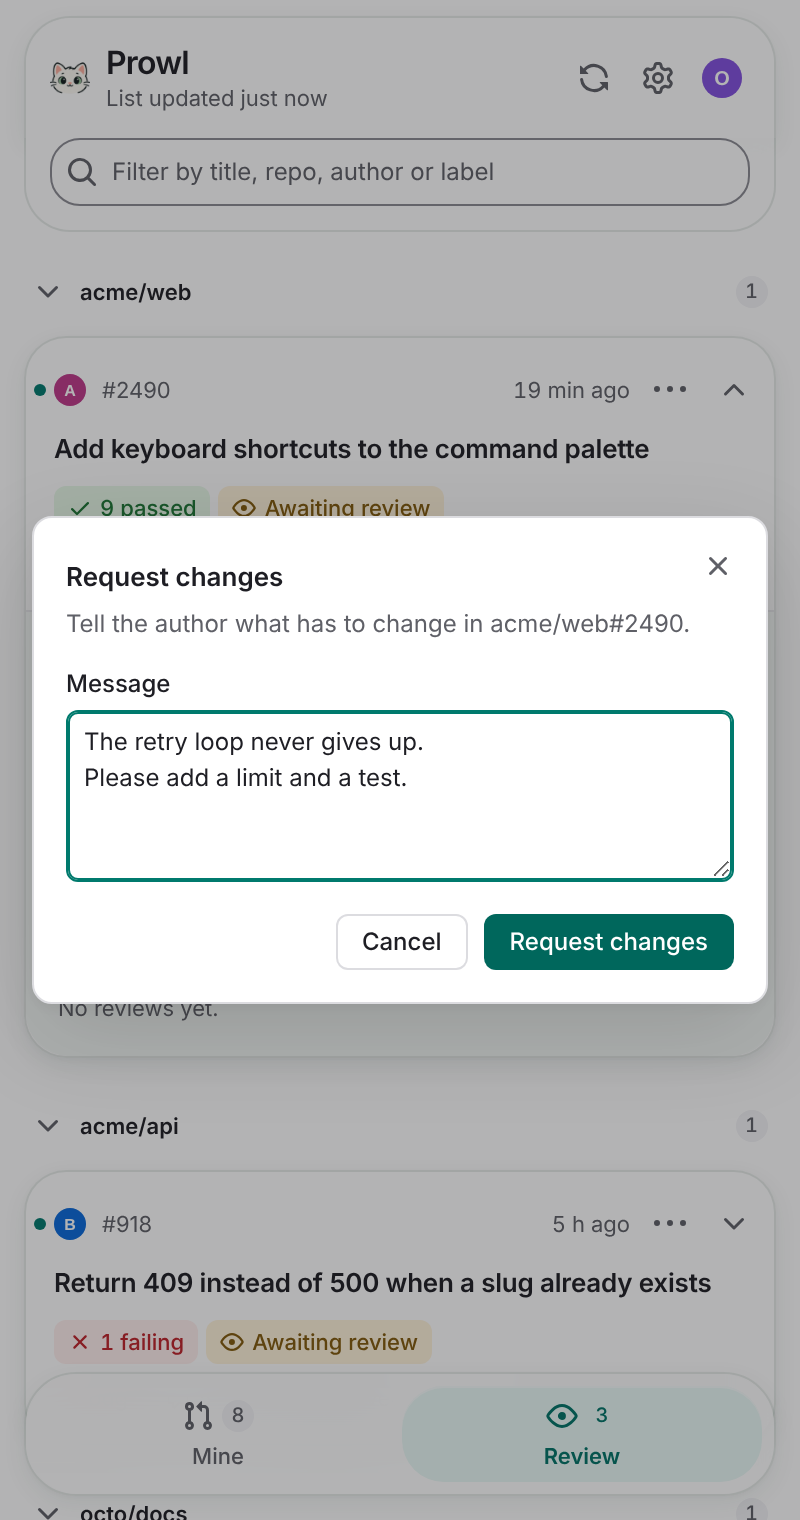 Prowl
List updated just now
O
Filter by title, repo, author or label
acme/web 1
A #2490 19 min ago
Add keyboard shortcuts to the command palette
9 passed Awaiting review
Request changes
Tell the author what has to change in acme/web#2490.
Message
The retry loop never gives up.
Please add a limit and a test.
Cancel Request changes
No reviews yet.
acme/api 1
B #918 5 h ago
Return 409 instead of 500 when a slug already exists
1 failing Awaiting review
8 3
Mine Review
octo/docs 1